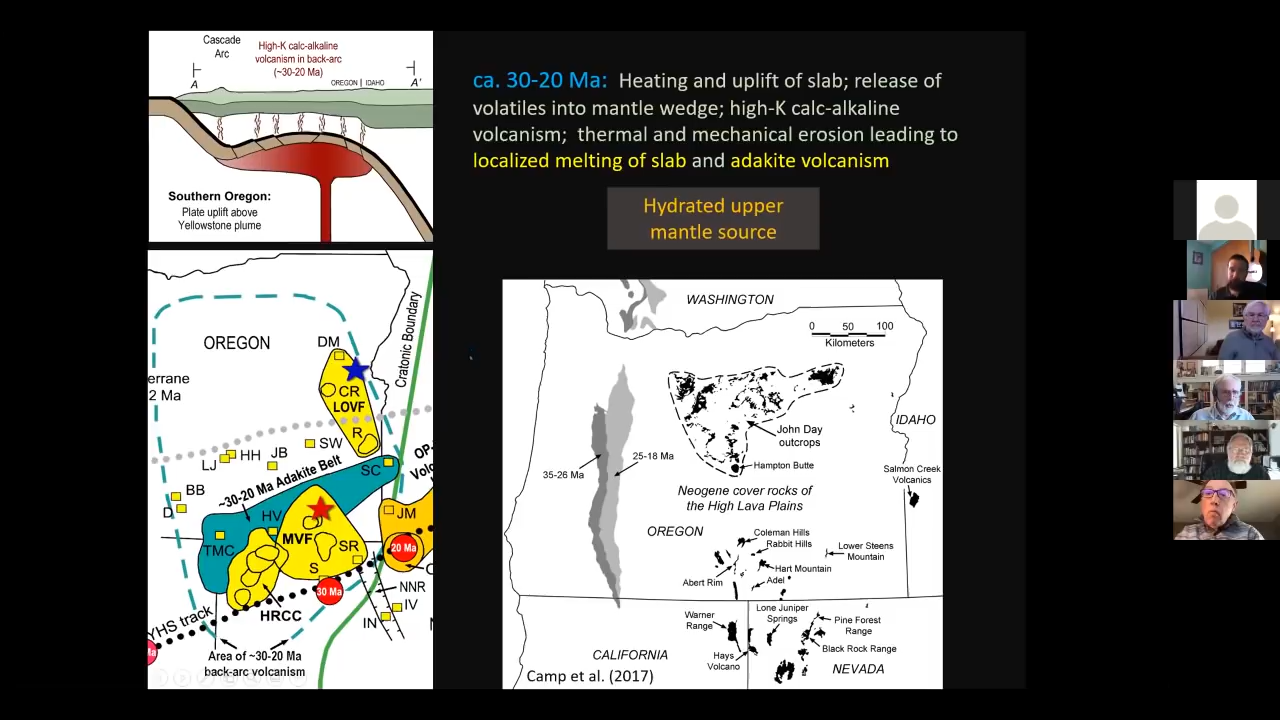 Cascade
Arc
High-K calc-alkaline
volcanism in back-arc
(~30-20 Ma)
A
OREGON | IDAHO
A'
Southern Oregon:
Plate uplift above
Yellowstone plume
ca. 30-20 Ma: Heating and uplift of slab; release of
volatiles into mantle wedge; high-K calc-alkaline
volcanism; thermal and mechanical erosion leading to
localized melting of slab and adakite volcanism
Hydrated upper
mantle source
OREGON
DM
Cratonic Boundary
errane
2 Ma
CR
LOVF
R
SW
HH
JB
LJ
SC
OP-
Volc
~30-20 Ma Adakite Belt
BB
D
HV
JM
MVF
TMC
SR
20 Ma
S
30 Ma
NNR
HRCC
IV
IN
YHS track
Ma
Area of ~30-20 Ma
back-arc volcanism
WASHINGTON
0 50 100
Kilometers
IDAHO
John Day
outcrops
25-18 Ma
35-26 Ma
Hampton Butte
Salmon Creek
Volcanics
Neogene cover rocks of
the High Lava Plains
OREGON
Coleman Hills
Rabbit Hills
Lower Steens
Mountain
Hart Mountain
Abert Rim
Adel
Warner
Range
Lone Juniper
Springs
Pine Forest
Range
Black Rock Range
Hays
Volcano
CALIFORNIA
NEVADA
Camp et al. (2017)